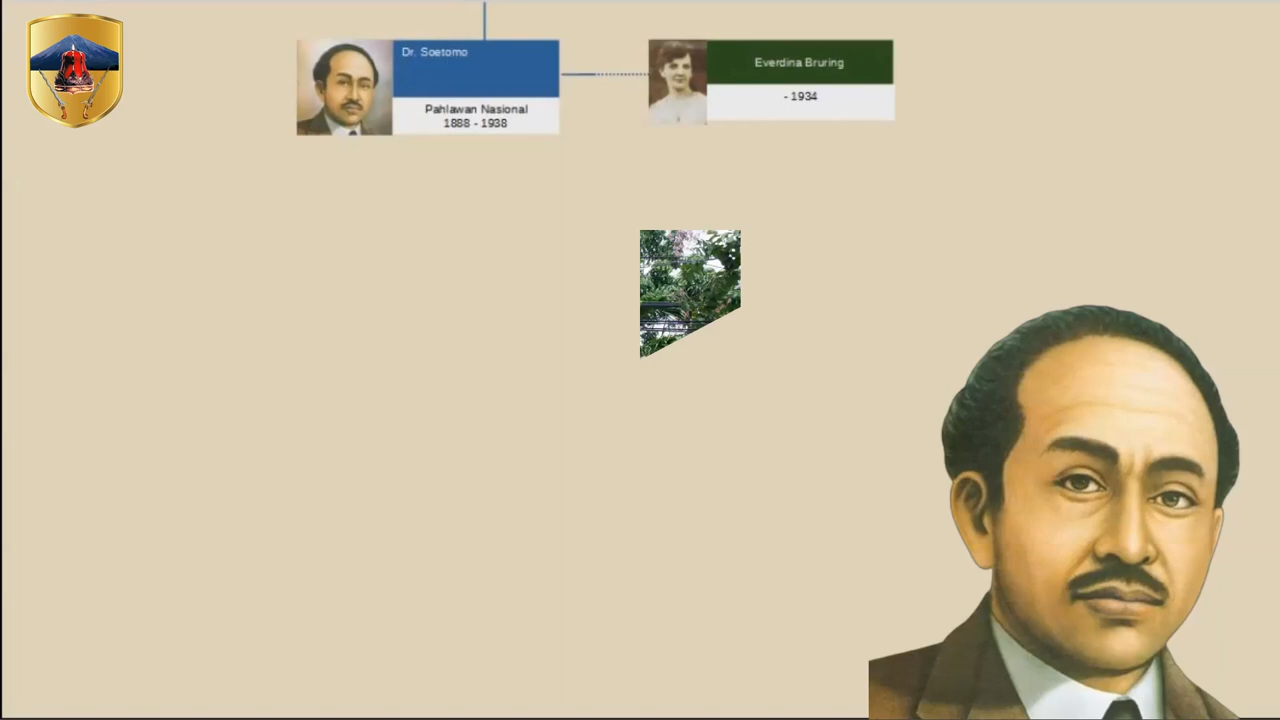 Dr. Soetomo
Pahlawan Nasional
1888 - 1938
Everdina Bruring
- 1934